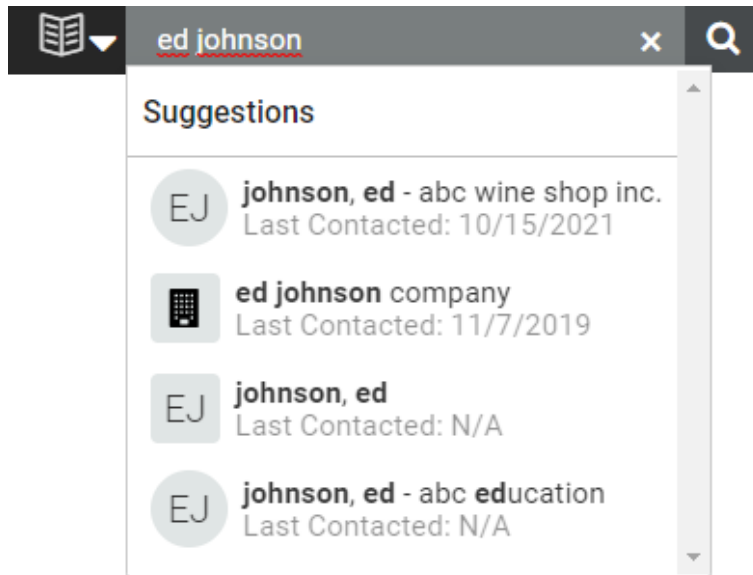 ed johnson
Suggestions
EJ
johnson, ed - abc wine shop inc.
Last Contacted: 10/15/2021
ed johnson company
Last Contacted: 11/7/2019
EJ
johnson, ed
Last Contacted: N/A
EJ
johnson, ed - abc education
Last Contacted: N/A